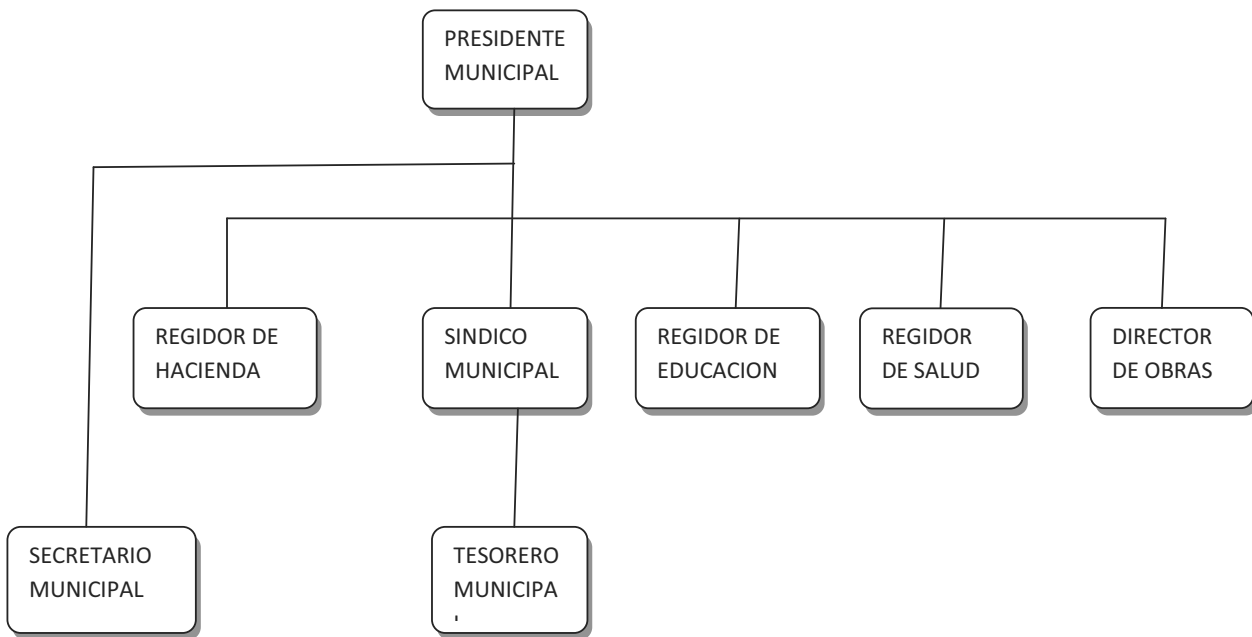 PRESIDENTE
MUNICIPAL
REGIDOR DE
HACIENDA
SINDICO
MUNICIPAL
REGIDOR DE
EDUCACION
REGIDOR
DE SALUD
DIRECTOR
DE OBRAS
SECRETARIO
MUNICIPAL
TESORERO
MUNICIPA